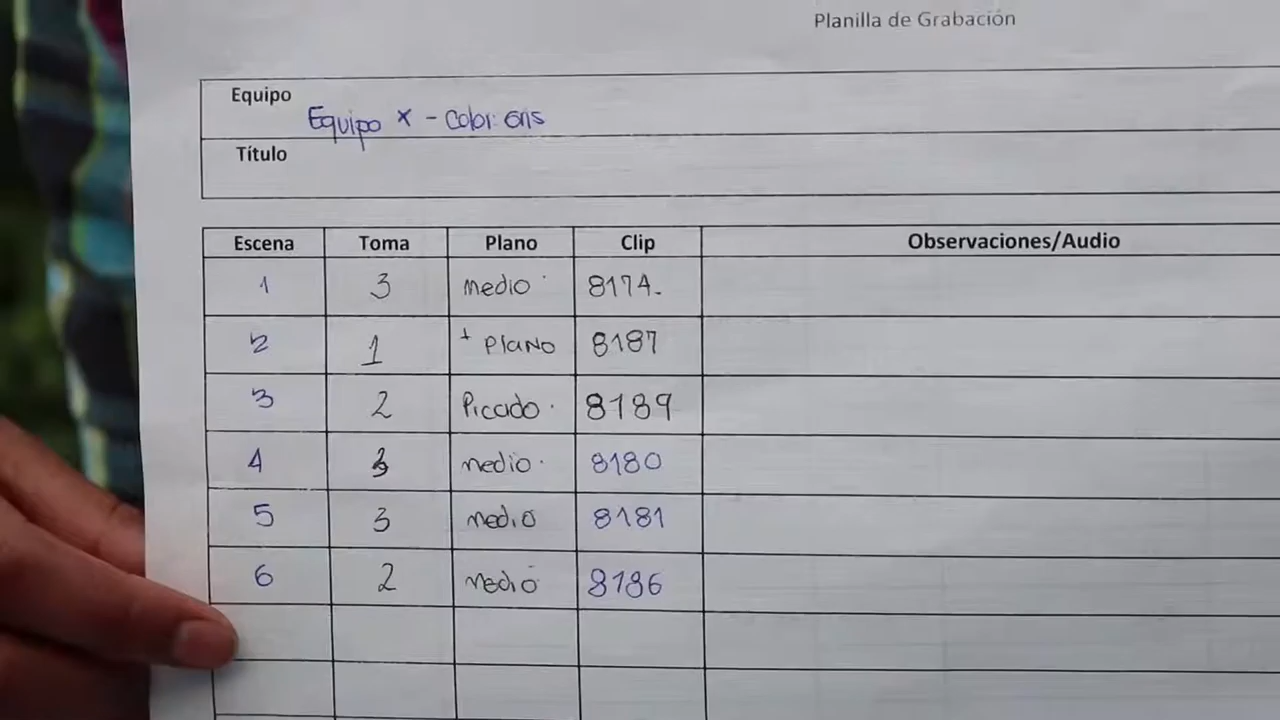 Planilla de Grabación
Equipo
Equipo x - Color: Gris
Título
Escena Toma Plano Clip Observaciones/Audio
1 3 medio 8174.
2 1 + Plano 8187
3 2 Picado. 8189
4 medio. 8180
5 3 medio 8181
6 2 medio 8186